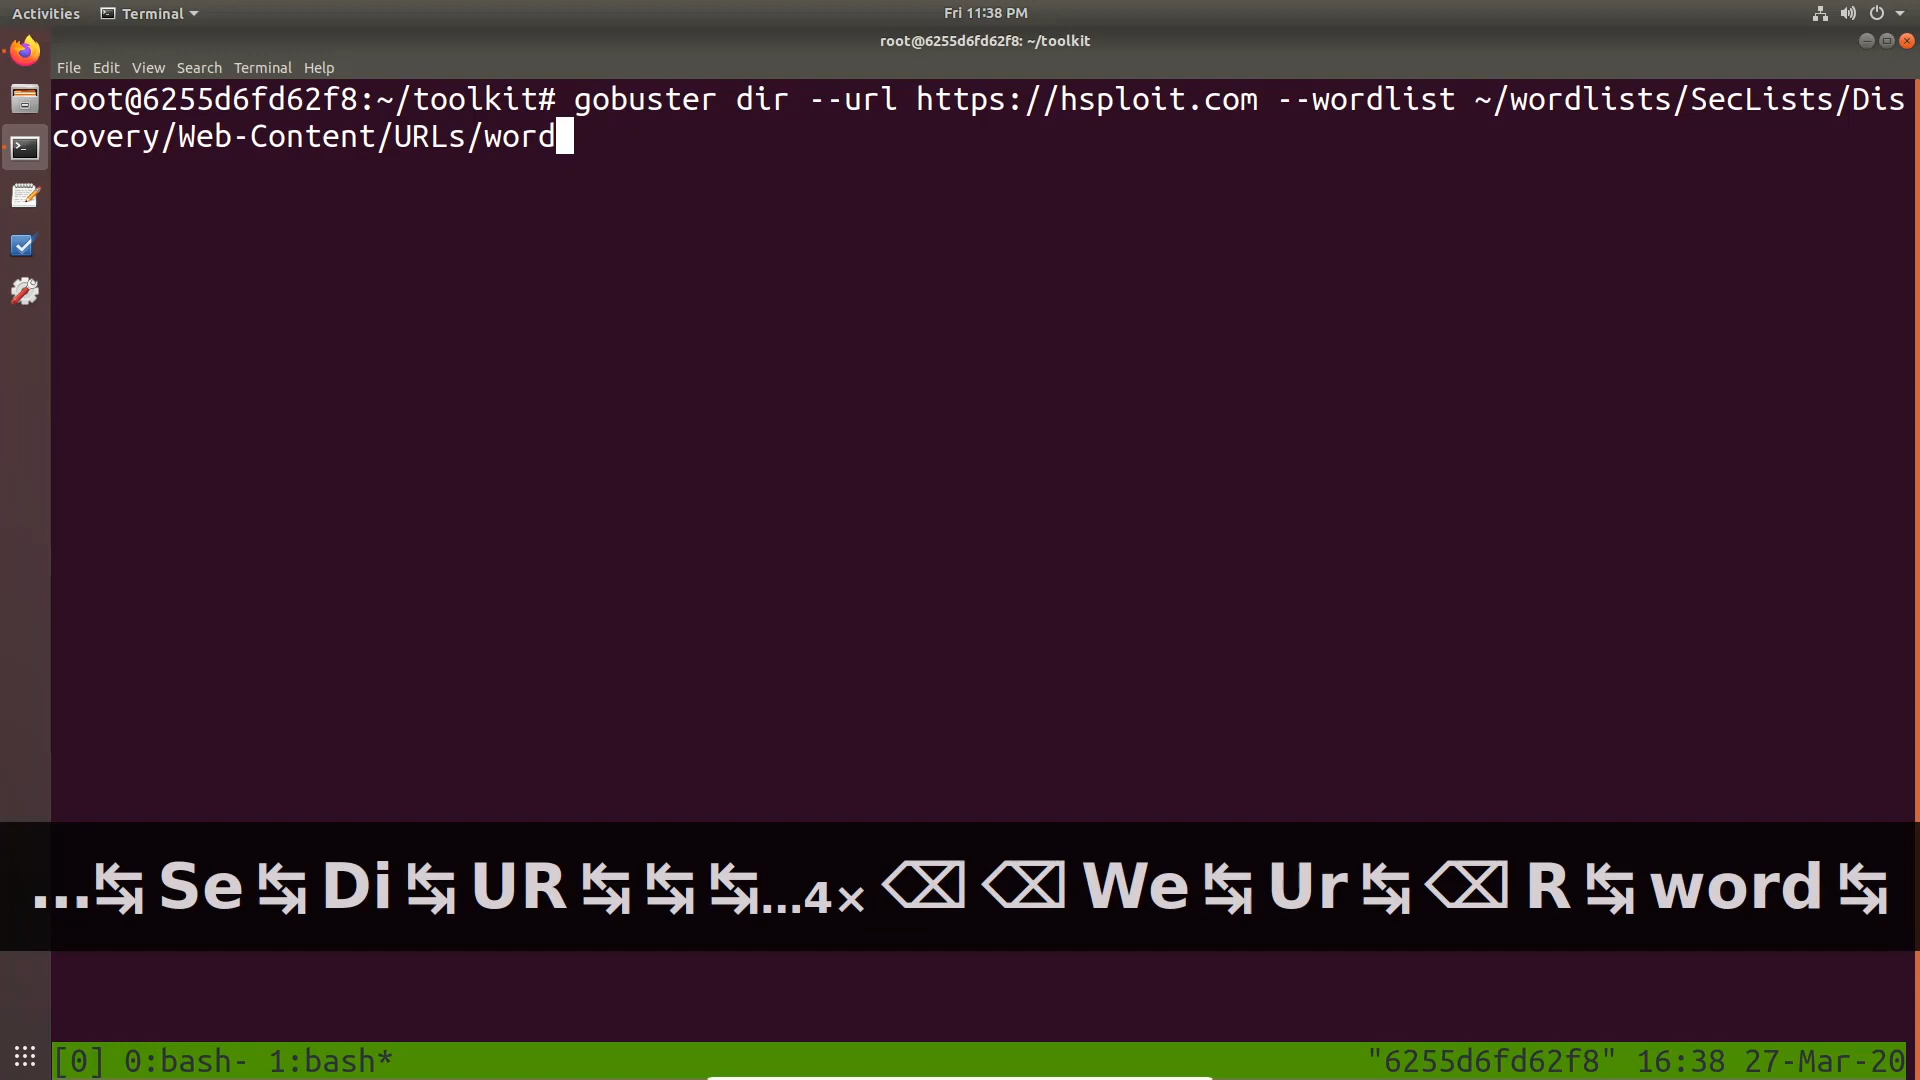 Activities Terminal Fri 11:38 PM
root@6255d6fd62f8: ~/toolkit
File Edit View Search Terminal Help
root@6255d6fd62f8:~/toolkit# gobuster dir --url https://hsploit.com --wordlist ~/wordlists/SecLists/Dis
covery/Web-Content/URLs/word
...↹ Se ↹ Di ↹ UR ↹ ↹ ↹...4× ⌫ ⌫ We ↹ Ur ↹ ⌫ R ↹ word ↹
[0] 0:bash- 1:bash* "6255d6fd62f8" 16:38 27-Mar-20